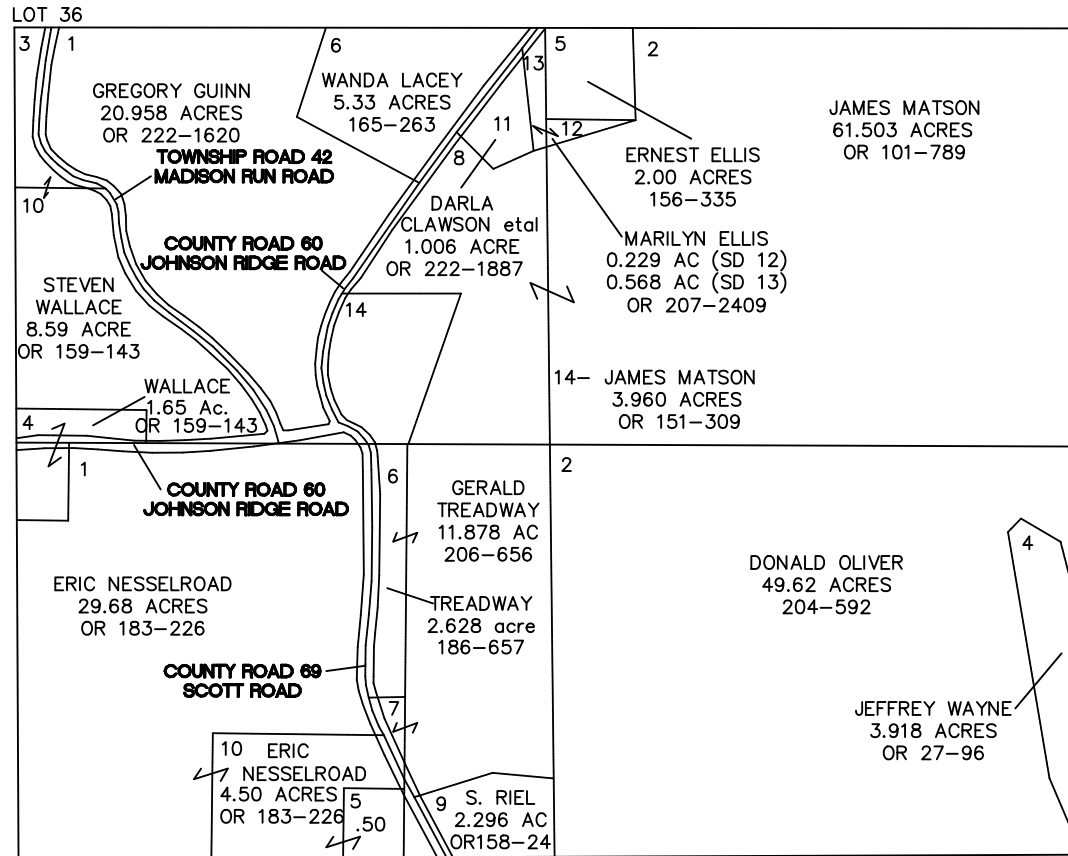 LOT 36
3
1
GREGORY GUINN
20.958 ACRES
OR 222-1620
TOWNSHIP ROAD 42
MADISON RUN ROAD
6
WANDA LACEY
5.33 ACRES
165-263
13
5
2
11
12
8
ERNEST ELLIS
2.00 ACRES
156-335
JAMES MATSON
61.503 ACRES
OR 101-789
10
COUNTY ROAD 60
JOHNSON RIDGE ROAD
DARLA
CLAWSON etal
1.006 ACRE
OR 222-1887
MARILYN ELLIS
0.229 AC (SD 12)
0.568 AC (SD 13)
OR 207-2409
STEVEN
WALLACE
8.59 ACRE
OR 159-143
14
WALLACE
1.65 Ac.
OR 159-143
4
14- JAMES MATSON
3.960 ACRES
OR 151-309
1
COUNTY ROAD 60
JOHNSON RIDGE ROAD
6
GERALD
TREADWAY
11.878 AC
206-656
2
4
ERIC NESSELROAD
29.68 ACRES
OR 183-226
TREADWAY
2.628 acre
186-657
DONALD OLIVER
49.62 ACRES
204-592
COUNTY ROAD 69
SCOTT ROAD
7
JEFFREY WAYNE
3.918 ACRES
OR 27-96
10 ERIC
NESSELROAD
4.50 ACRES
OR 183-226
5
.50
9
S. RIEL
2.296 AC
OR158-24